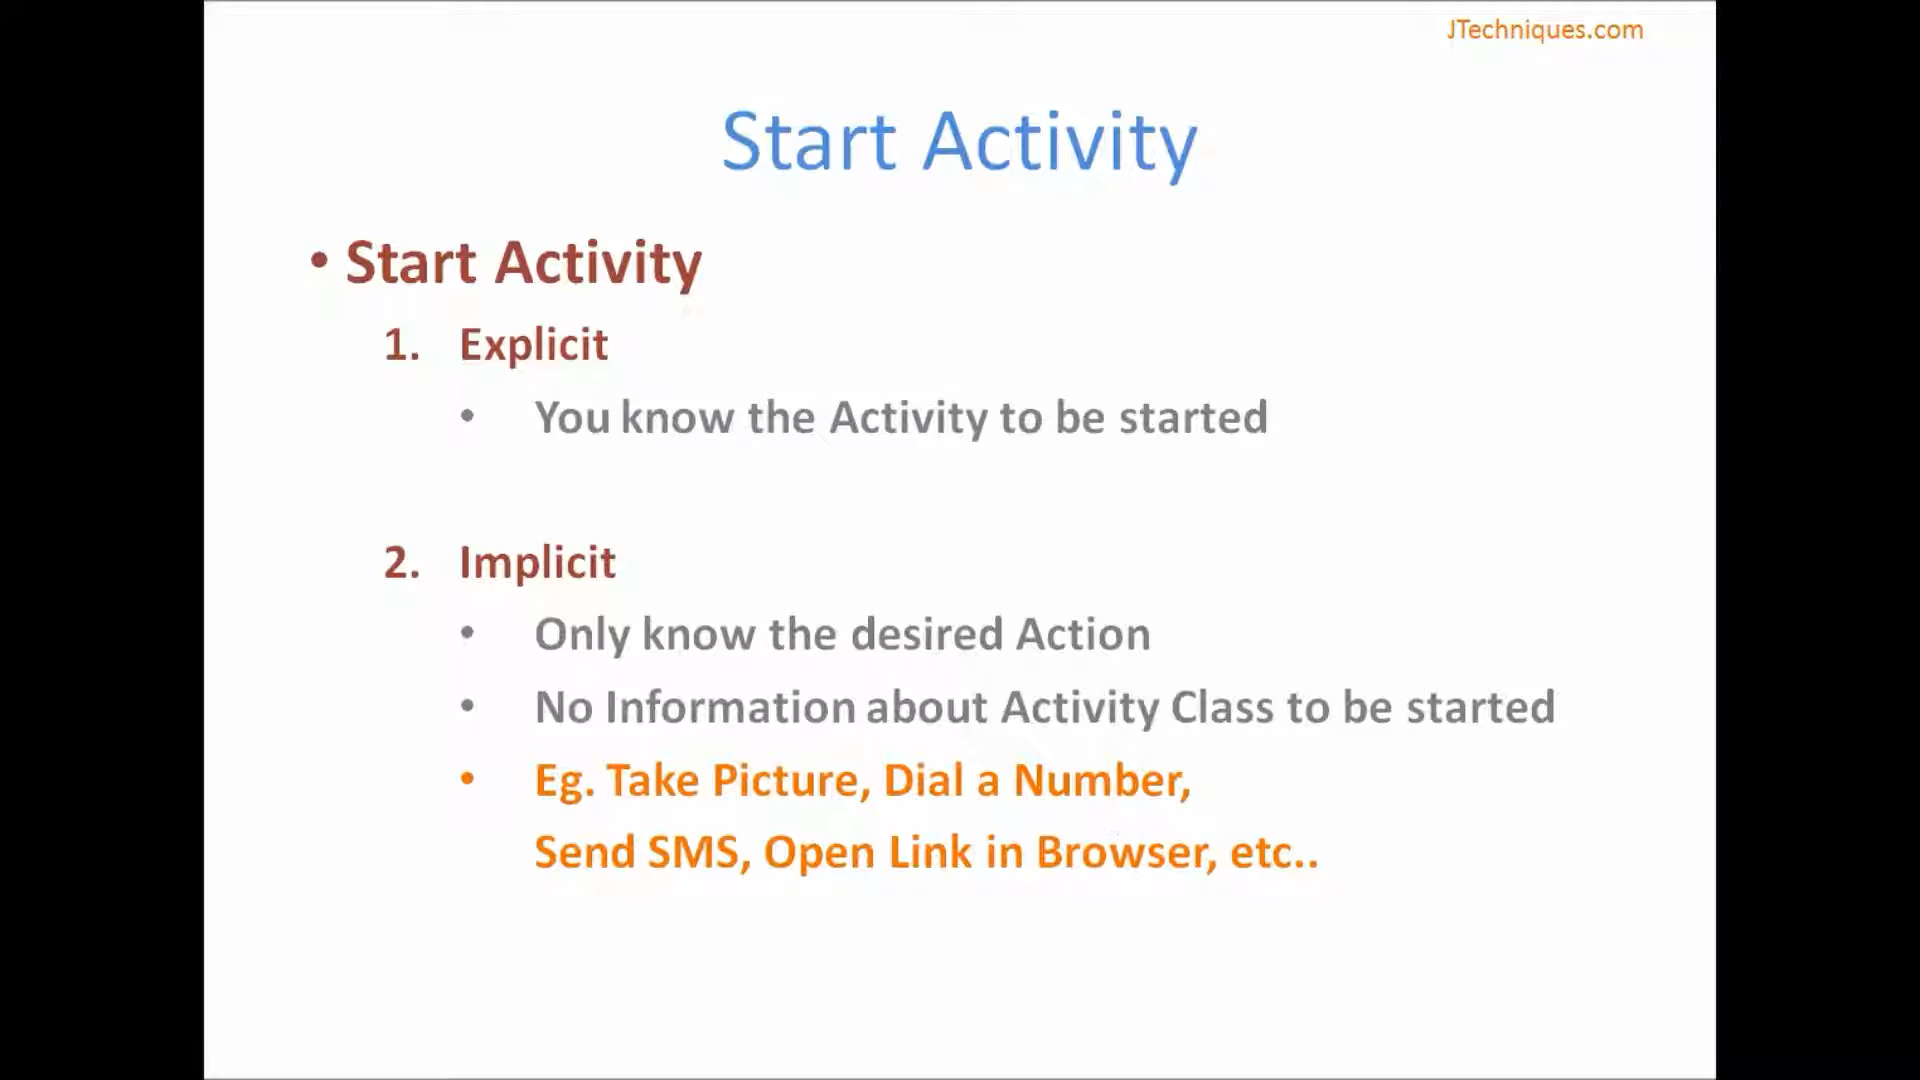 JTechniques.com
Start Activity
• Start Activity
1. Explicit
• You know the Activity to be started
2. Implicit
• Only know the desired Action
• No Information about Activity Class to be started
• Eg. Take Picture, Dial a Number,
Send SMS, Open Link in Browser, etc..